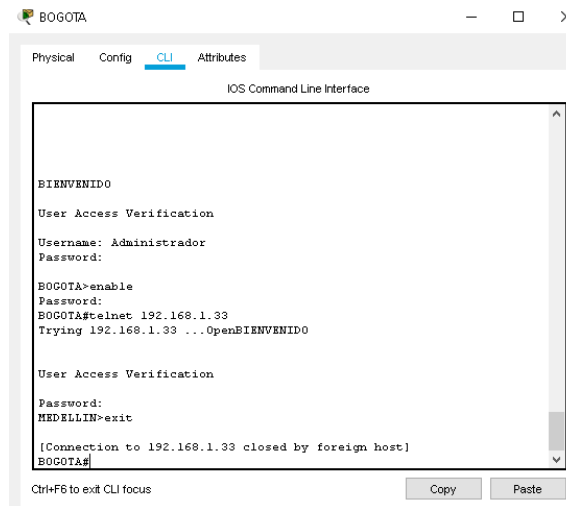 BOGOTA
Physical Config CLI Attributes
IOS Command Line Interface
BIENVENIDO
User Access Verification
Username: Administrador
Password:
BOGOTA>enable
Password:
BOGOTA#telnet 192.168.1.33
Trying 192.168.1.33 ...OpenBIENVENIDO
User Access Verification
Password:
MEDELLIN>exit
[Connection to 192.168.1.33 closed by foreign host]
BOGOTA#
Ctrl+F6 to exit CLI focus
Copy Paste